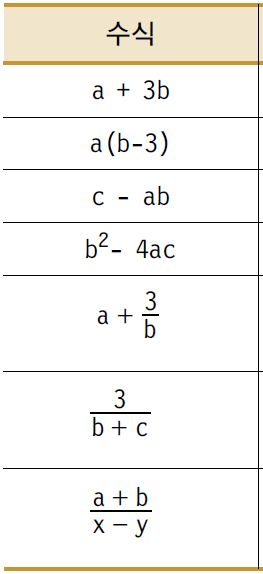 수식
a + 3b
a(b-3)
c - ab
b²- 4ac
a + 3/b
3/(b + c)
(a + b)/(x - y)